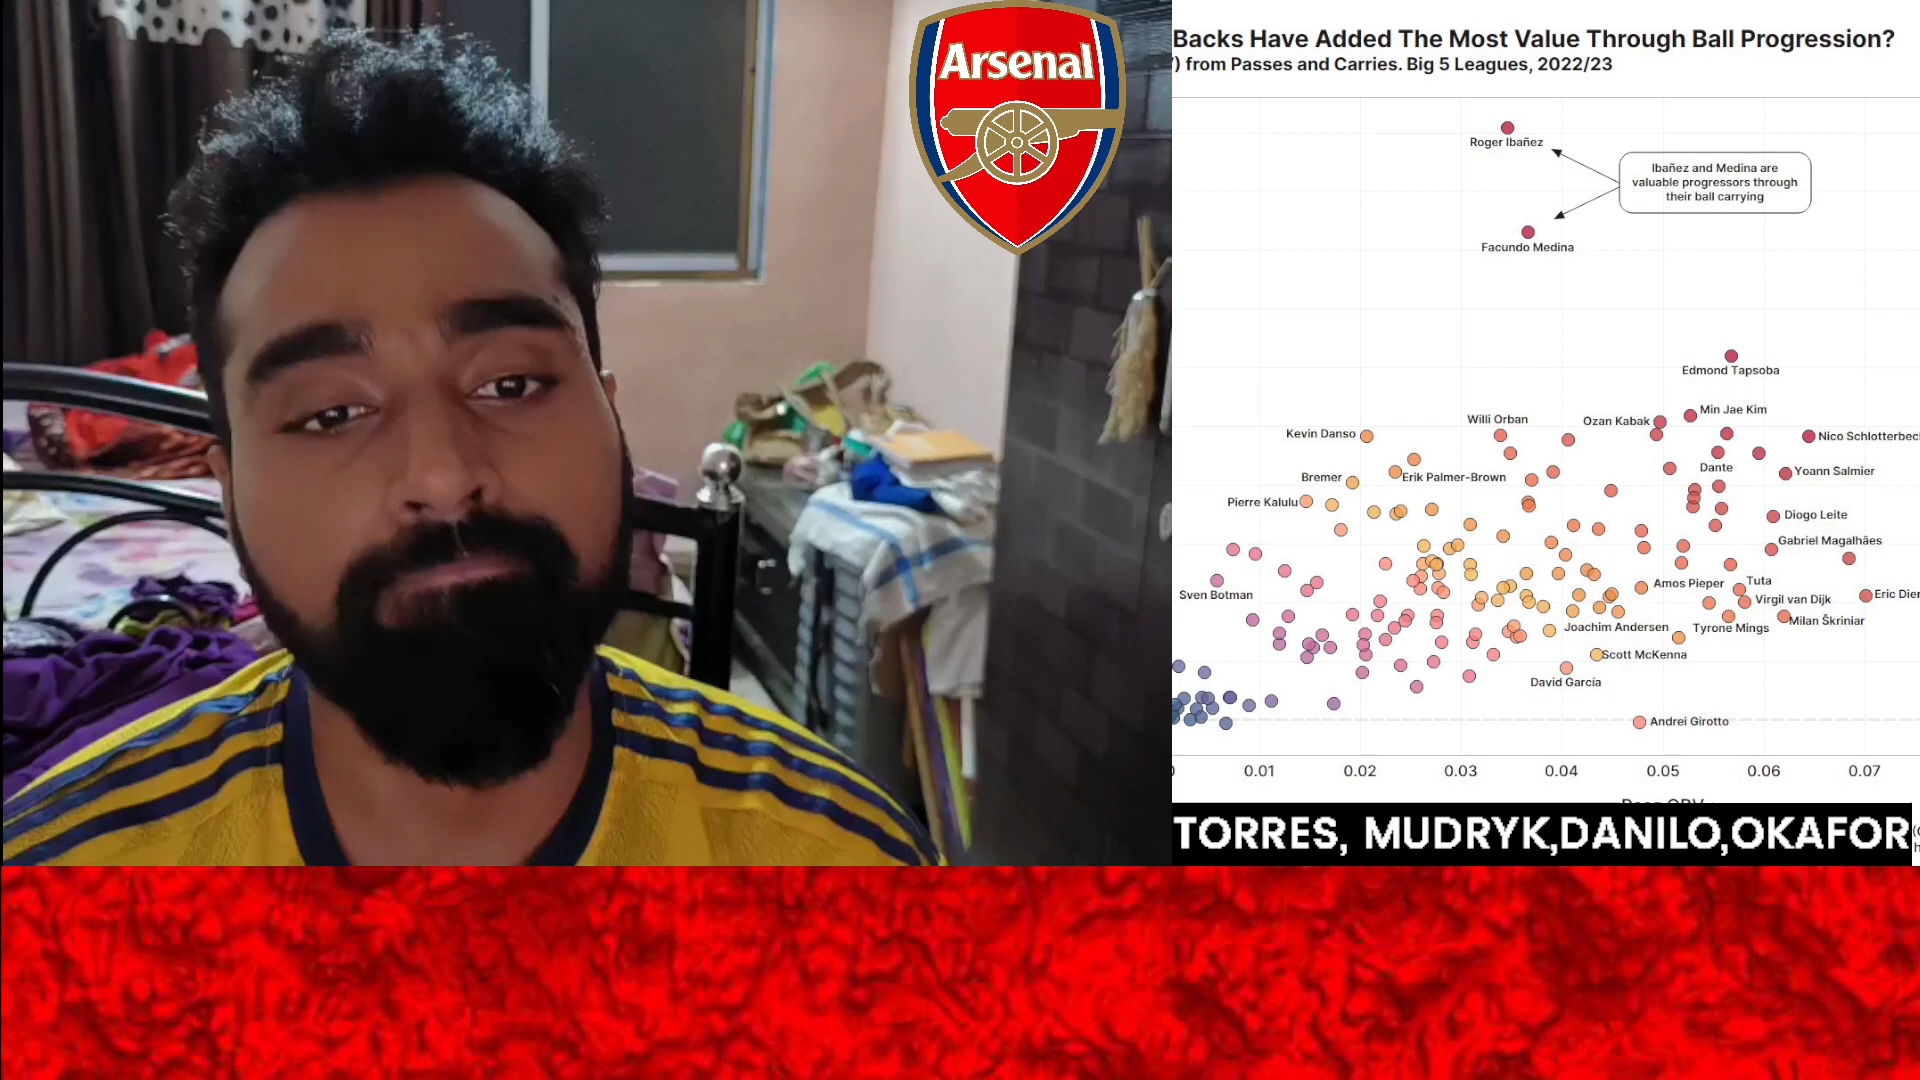 Arsenal
Backs Have Added The Most Value Through Ball Progression?
) from Passes and Carries. Big 5 Leagues, 2022/23
Roger Ibañez
Ibañez and Medina are
valuable progressors through
their ball carrying
Facundo Medina
Edmond Tapsoba
Min Jae Kim
Willi Orban
Ozan Kabak
Kevin Danso
Nico Schlotterbec
Dante
Yoann Salmier
Bremer
Erik Palmer-Brown
Pierre Kalulu
Diogo Leite
Gabriel Magalhães
Amos Pieper
Tuta
Sven Botman
Eric Dier
Virgil van Dijk
Milan Škriniar
Joachim Andersen
Tyrone Mings
Scott McKenna
David García
Andrei Girotto
0.01 0.02 0.03 0.04 0.05 0.06 0.07
TORRES, MUDRYK,DANILO,OKAFOR